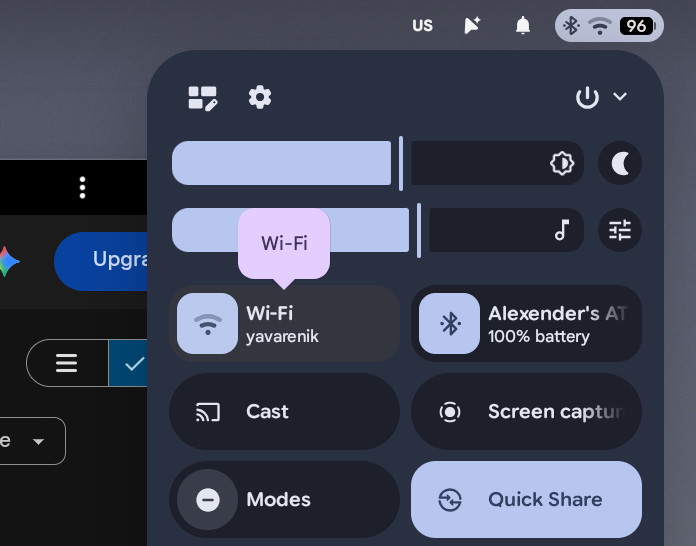 US
96
Upgra
Wi-Fi
Wi-Fi
yavarenik
Alexender's AT
100% battery
Cast
Screen captur
e
Modes
Quick Share